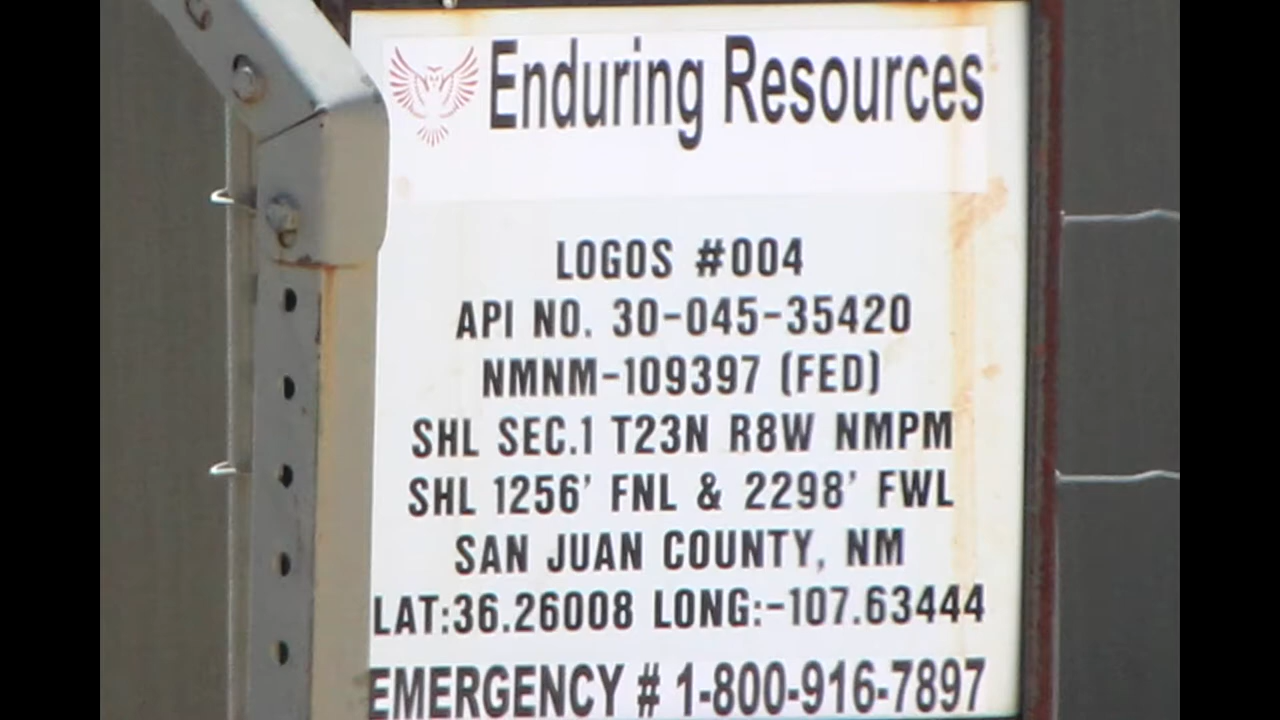 Enduring Resources
LOGOS #004
API NO. 30-045-35420
NMNM-109397 (FED)
SHL SEC.1 T23N R8W NMPM
SHL 1256' FNL & 2298' FWL
SAN JUAN COUNTY, NM
LAT:36.26008 LONG:-107.63444
EMERGENCY # 1-800-916-7897